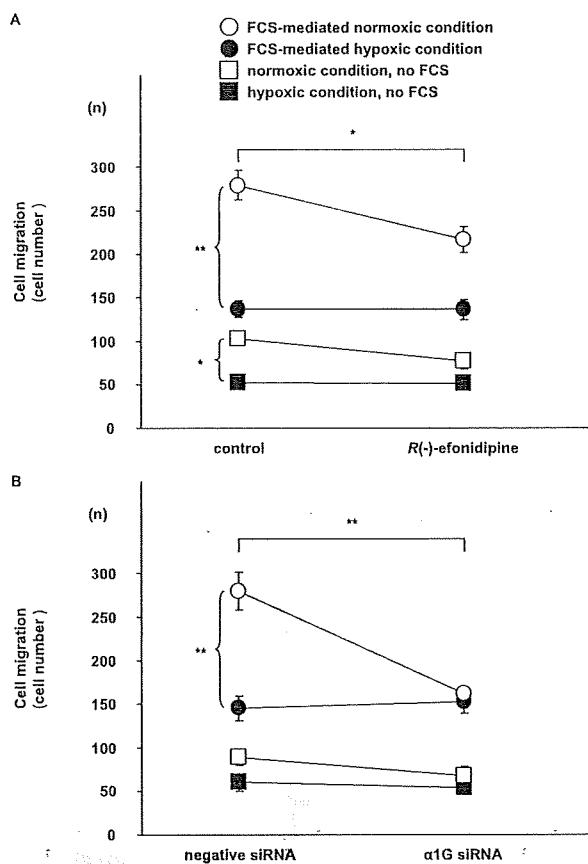 A
FCS-mediated normoxic condition
FCS-mediated hypoxic condition
normoxic condition, no FCS
hypoxic condition, no FCS
(n)
Cell migration
(cell number )
300
250
200
150
100
50
0
*
**
*
control
R(-)-efonidipine
B
(n)
Cell migration
(cell number )
300
250
200
150
100
50
0
**
**
negative siRNA
α1G siRNA